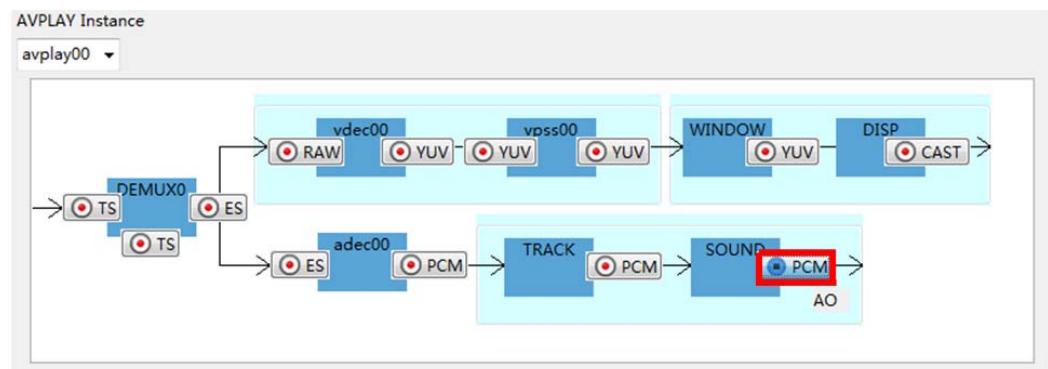 AVPLAY Instance
avplay00
vdec00
vpss00
WINDOW
DISP
RAW
YUV
YUV
YUV
YUV
CAST
DEMUX0
TS
ES
TS
adec00
TRACK
SOUND
ES
PCM
PCM
PCM
AO